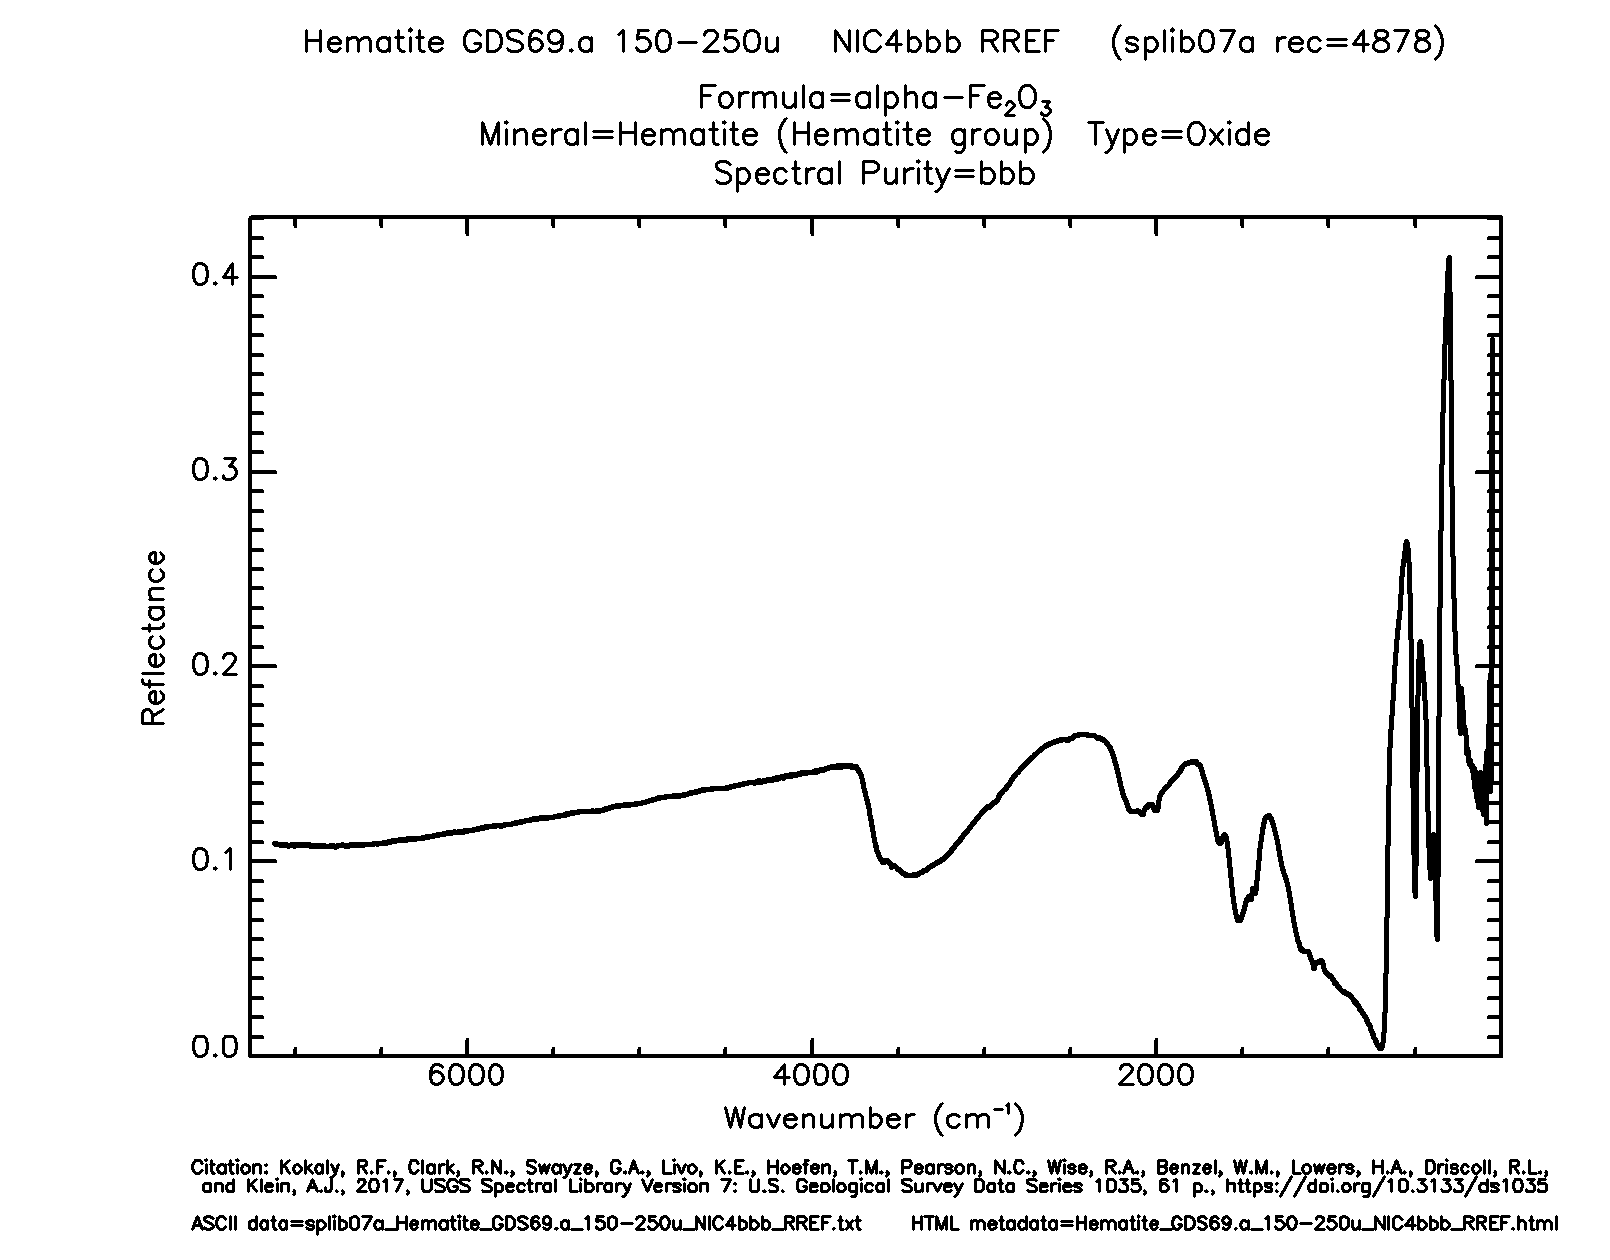 Hematite GDS69.a 150-250u NIC4bbb RREF (splib07a rec=4878)
Formula=alpha-Fe₂O₃
Mineral=Hematite (Hematite group) Type=Oxide
Spectral Purity=bbb
0.4
0.3
0.2
0.1
0.0
Reflectance
6000 4000 2000
Wavenumber (cm⁻¹)
Citation: Kokaly, R.F., Clark, R.N., Swayze, G.A., Livo, K.E., Hoefen, T.M., Pearson, N.C., Wise, R.A., Benzel, W.M., Lowers, H.A., Driscoll, R.L.,
and Klein, A.J., 2017, USGS Spectral Library Version 7: U.S. Geological Survey Data Series 1035, 61 p., https://doi.org/10.3133/ds1035
ASCII data=splib07a_Hematite_GDS69.a_150-250u_NIC4bbb_RREF.txt HTML metadata=Hematite_GDS69.a_150-250u_NIC4bbb_RREF.html